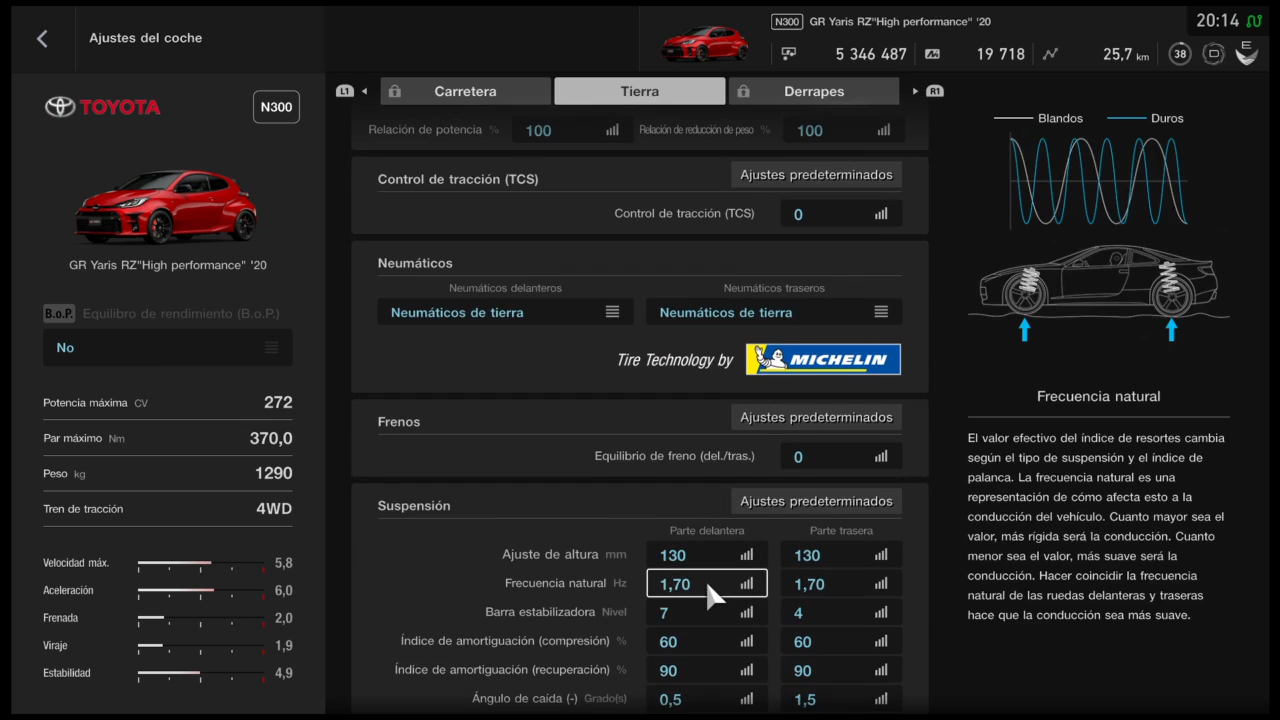 Ajustes del coche
N300 GR Yaris RZ"High performance" '20
20:14
5 346 487 19 718 25,7 km 38 E
TOYOTA
N300
GR Yaris RZ"High performance" '20
B.o.P. Equilibro de rendimiento (B.o.P.)
No
Potencia máxima CV 272
Par máximo Nm 370,0
Peso kg 1290
Tren de tracción 4WD
Velocidad máx. 5,8
Aceleración 6,0
Frenada 2,0
Viraje 1,9
Estabilidad 4,9
L1 Carretera Tierra Derrapes R1
Relación de potencia % 100 Relación de reducción de peso % 100
Control de tracción (TCS) Ajustes predeterminados
Control de tracción (TCS) 0
Neumáticos
Neumáticos delanteros Neumáticos traseros
Neumáticos de tierra Neumáticos de tierra
Tire Technology by MICHELIN
Frenos Ajustes predeterminados
Equilibrio de freno (del./tras.) 0
Suspensión Ajustes predeterminados
Parte delantera Parte trasera
Ajuste de altura mm 130 130
Frecuencia natural Hz 1,70 1,70
Barra estabilizadora Nivel 7 4
Índice de amortiguación (compresión) % 60 60
Índice de amortiguación (recuperación) % 90 90
Ángulo de caída (-) Grado(s) 0,5 1,5
Blandos Duros
Frecuencia natural
El valor efectivo del índice de resortes cambia
según el tipo de suspensión y el índice de
palanca. La frecuencia natural es una
representación de cómo afecta esto a la
conducción del vehículo. Cuanto mayor sea el
valor, más rígida será la conducción. Cuanto
menor sea el valor, más suave será la
conducción. Hacer coincidir la frecuencia
natural de las ruedas delanteras y traseras
hace que la conducción sea más suave.